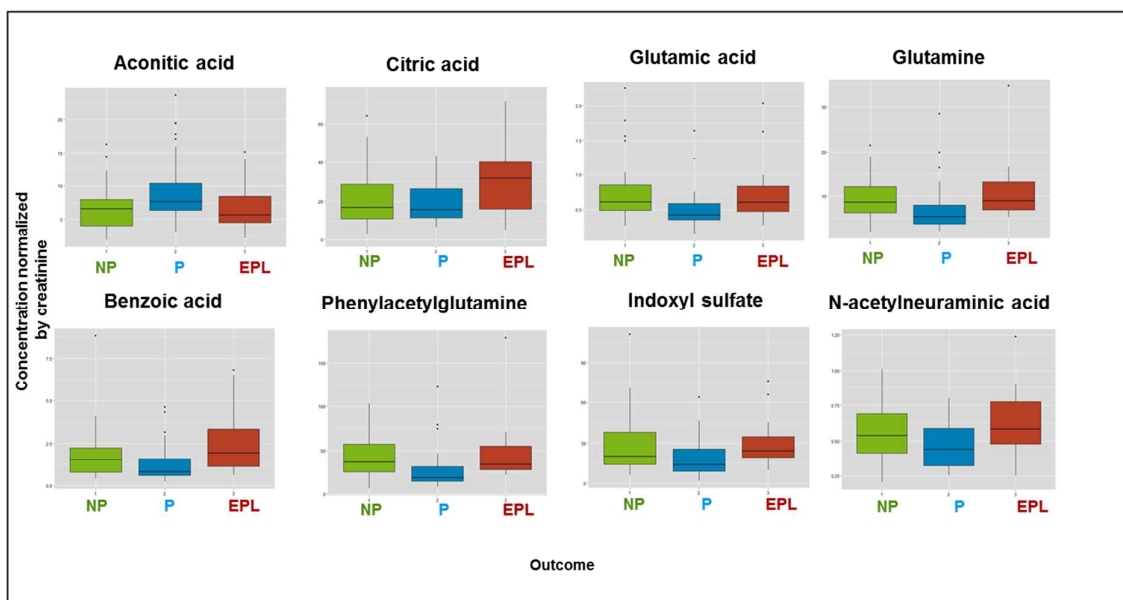 Aconitic acid
Citric acid
Glutamic acid
Glutamine
NP P EPL
NP P EPL
NP P EPL
NP P EPL
Concentration normalized
by creatinine
Benzoic acid
Phenylacetylglutamine
Indoxyl sulfate
N-acetylneuraminic acid
NP P EPL
NP P EPL
NP P EPL
NP P EPL
Outcome